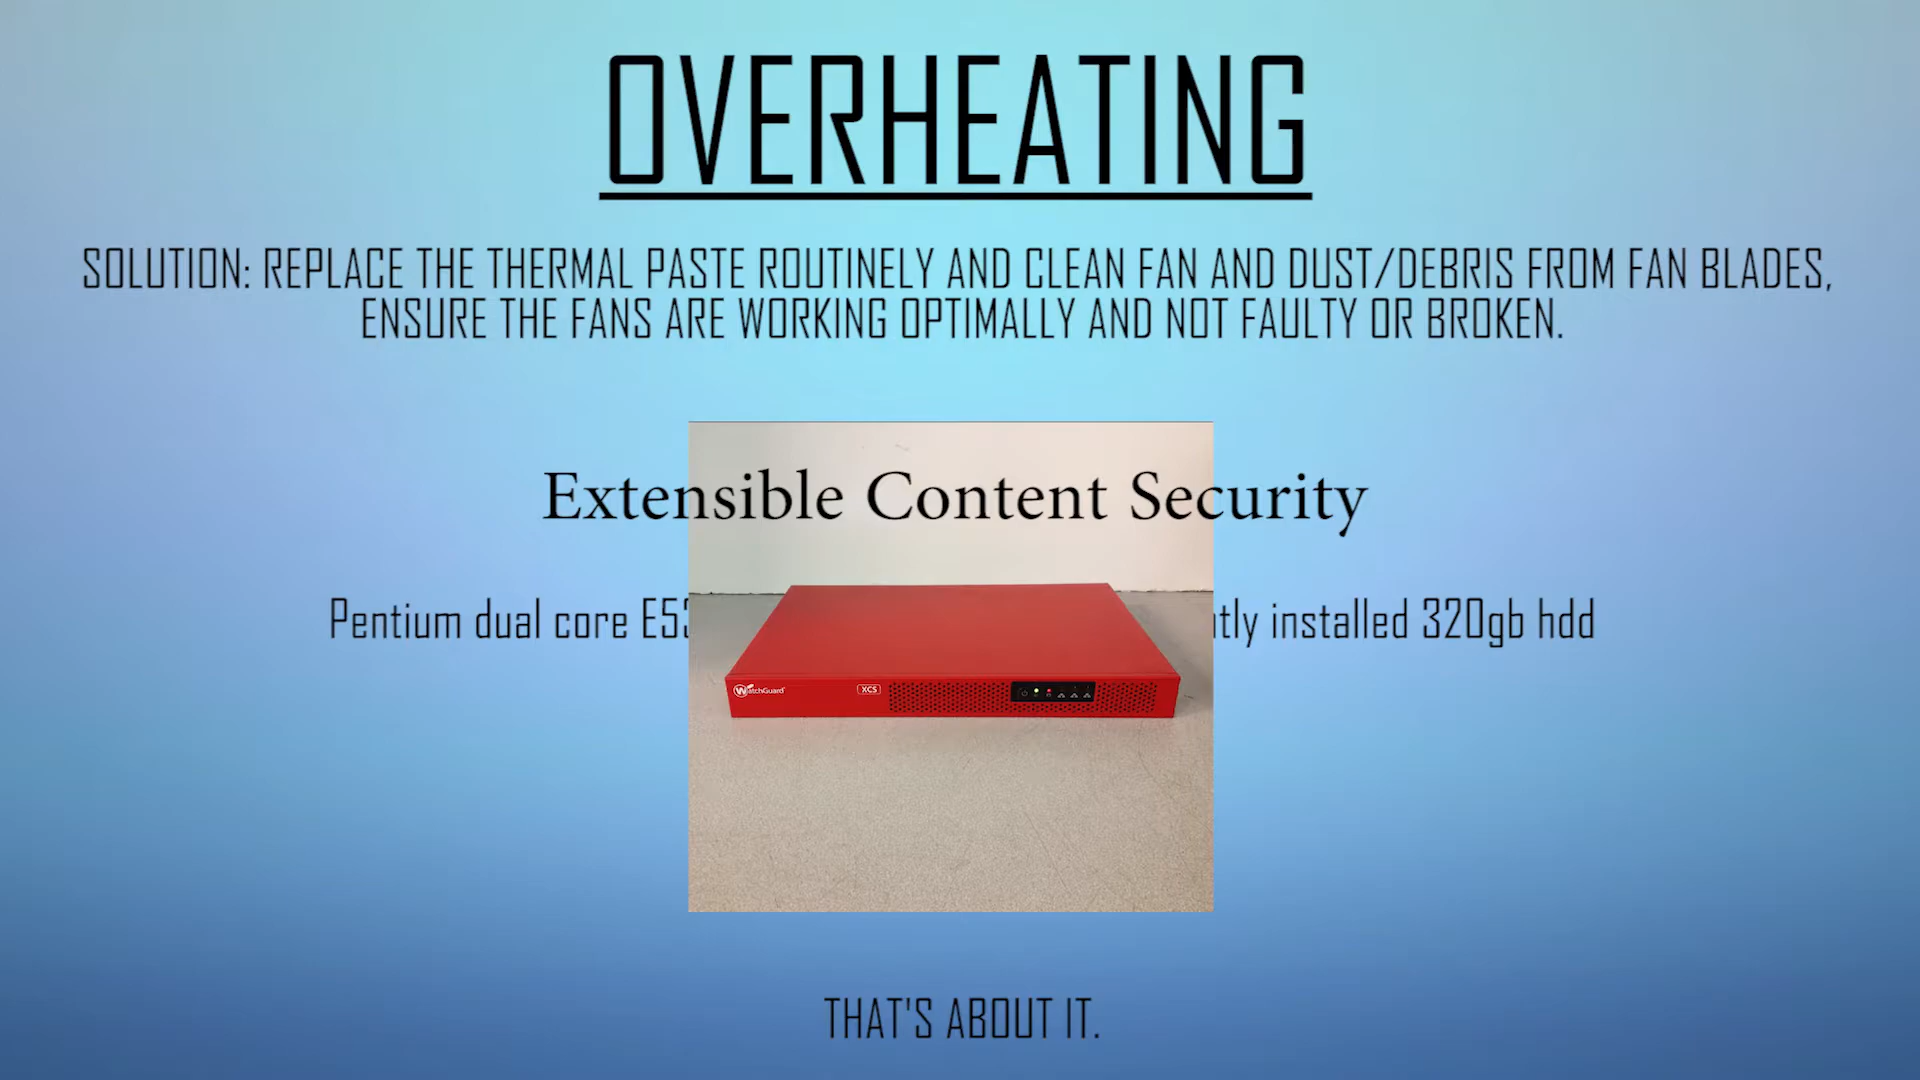 OVERHEATING
SOLUTION: REPLACE THE THERMAL PASTE ROUTINELY AND CLEAN FAN AND DUST/DEBRIS FROM FAN BLADES,
ENSURE THE FANS ARE WORKING OPTIMALLY AND NOT FAULTY OR BROKEN.
Extensible Content Security
Pentium dual core installed 320gb hdd
WatchGuard XCS
THAT'S ABOUT IT.